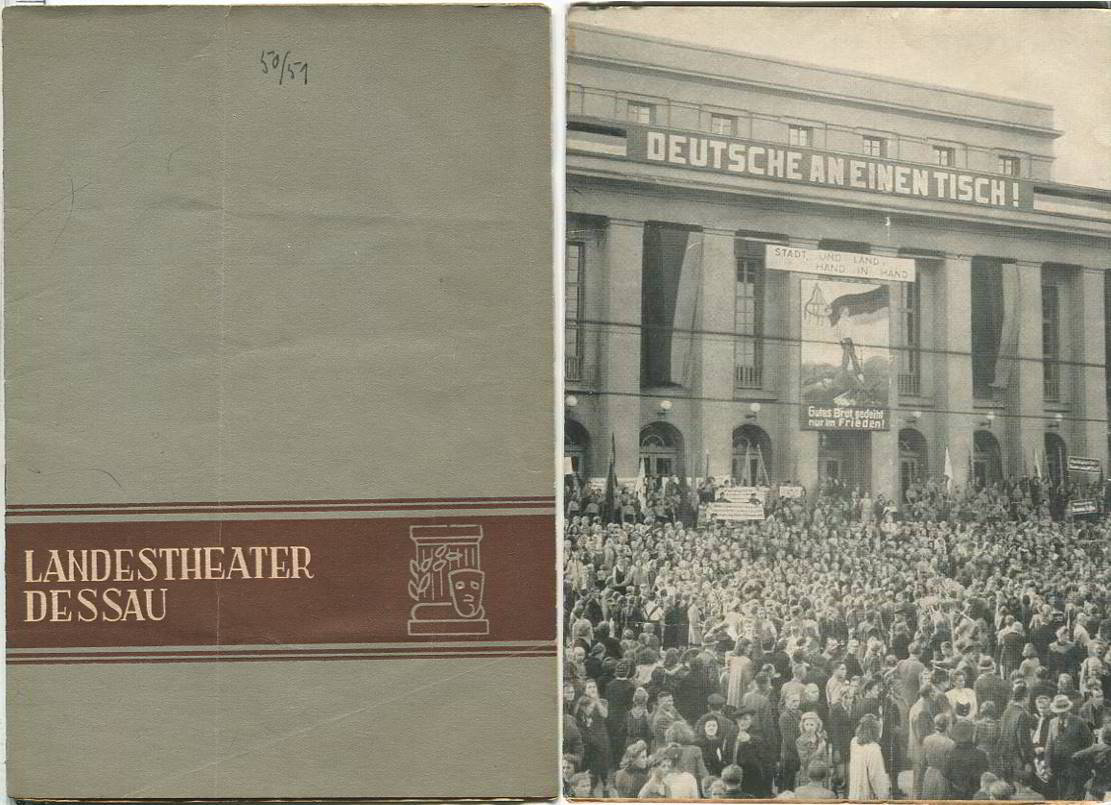 50/51
LANDESTHEATER
DESSAU
DEUTSCHE AN EINEN TISCH!
STADT UND LAND
HAND IN HAND
Gutes Brot gedeiht
nur im Frieden!